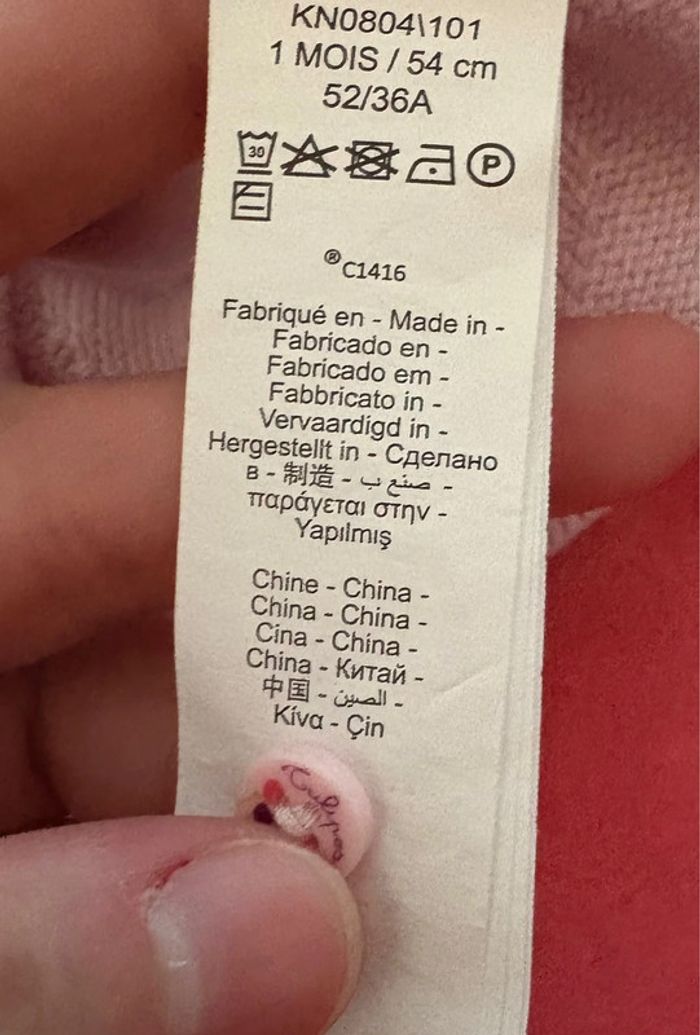 KN0804\101
1 MOIS / 54 cm
52/36A
30
P
®C1416
Fabriqué en - Made in -
Fabricado en -
Fabricado em -
Fabbricato in -
Vervaardigd in -
Hergestellt in - Сделано
в - 制造 - صنع ب -
παράγεται στην -
Yapılmış
Chine - China -
China - China -
Cina - China -
China - Китай -
中国 - الصين -
Κίνα - Çin